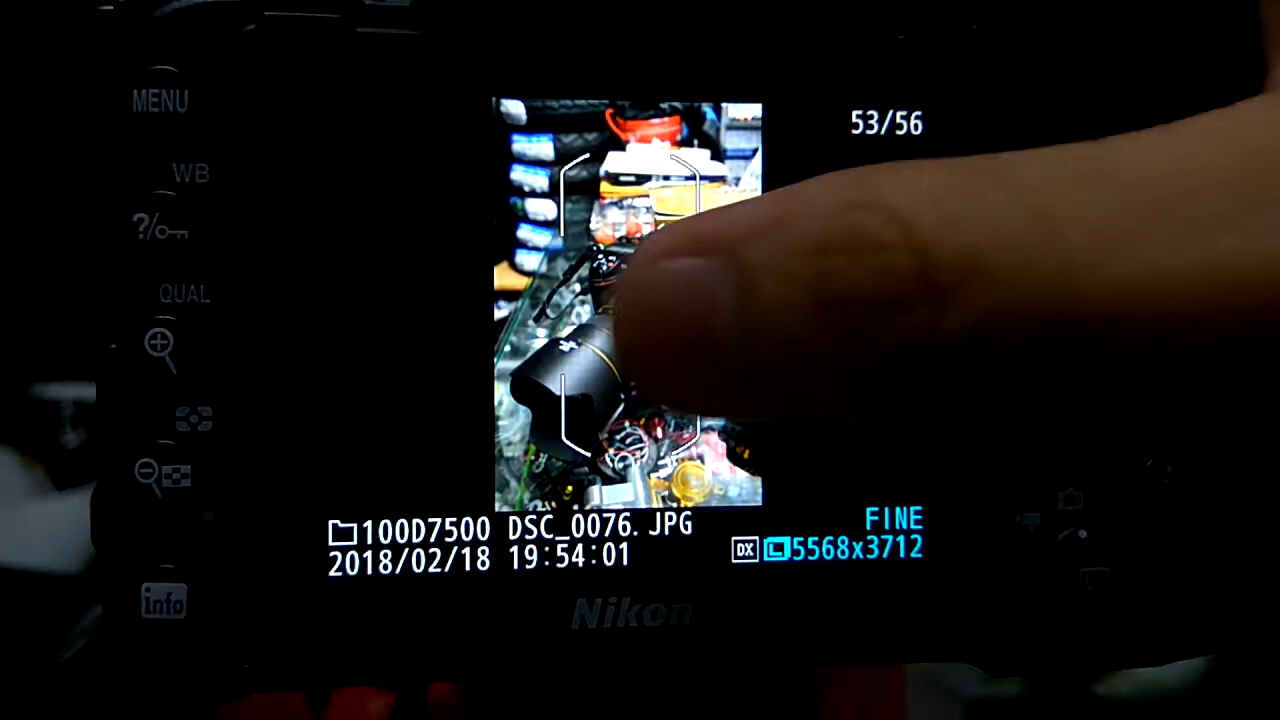 MENU
53/56
WB
?/
QUAL
100D7500 DSC_0076.JPG
FINE
2018/02/18 19:54:01
DX L 5568x3712
info
Nikon